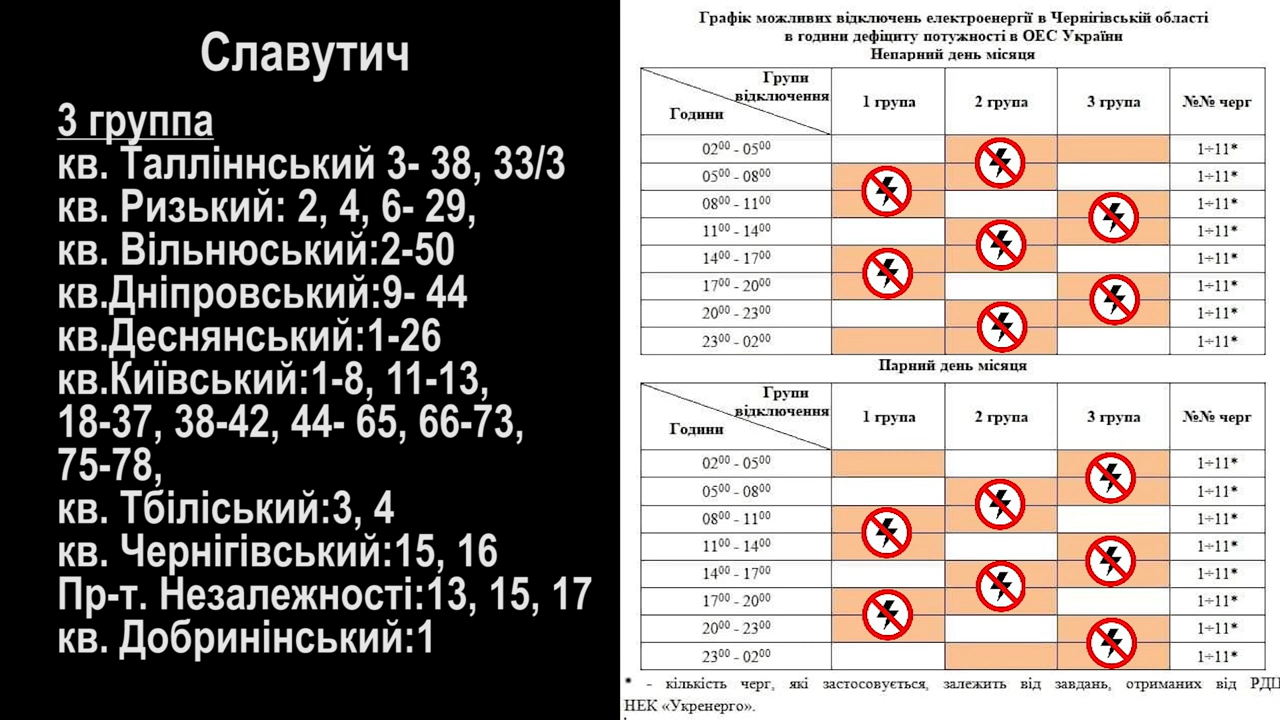 Славутич
3 группа
кв. Талліннський 3- 38, 33/3
кв. Ризький: 2, 4, 6- 29,
кв. Вільнюський:2-50
кв.Дніпровський:9- 44
кв.Деснянський:1-26
кв.Київський:1-8, 11-13,
18-37, 38-42, 44- 65, 66-73,
75-78,
кв. Тбіліський:3, 4
кв. Чернігівський:15, 16
Пр-т. Незалежності:13, 15, 17
кв. Добринінський:1
Графік можливих відключень електроенергії в Чернігівській області
в години дефіциту потужності в ОЕС України
Непарний день місяця
Групи
відключення
Години
1 група 2 група 3 група №№ черг
02⁰⁰ - 05⁰⁰ 1÷11*
05⁰⁰ - 08⁰⁰ 1÷11*
08⁰⁰ - 11⁰⁰ 1÷11*
11⁰⁰ - 14⁰⁰ 1÷11*
14⁰⁰ - 17⁰⁰ 1÷11*
17⁰⁰ - 20⁰⁰ 1÷11*
20⁰⁰ - 23⁰⁰ 1÷11*
23⁰⁰ - 02⁰⁰ 1÷11*
Парний день місяця
Групи
відключення
Години
1 група 2 група 3 група №№ черг
02⁰⁰ - 05⁰⁰ 1÷11*
05⁰⁰ - 08⁰⁰ 1÷11*
08⁰⁰ - 11⁰⁰ 1÷11*
11⁰⁰ - 14⁰⁰ 1÷11*
14⁰⁰ - 17⁰⁰ 1÷11*
17⁰⁰ - 20⁰⁰ 1÷11*
20⁰⁰ - 23⁰⁰ 1÷11*
23⁰⁰ - 02⁰⁰ 1÷11*
* - кількість черг, які застосовується, залежить від завдань, отриманих від РДЦ
НЕК «Укренерго».